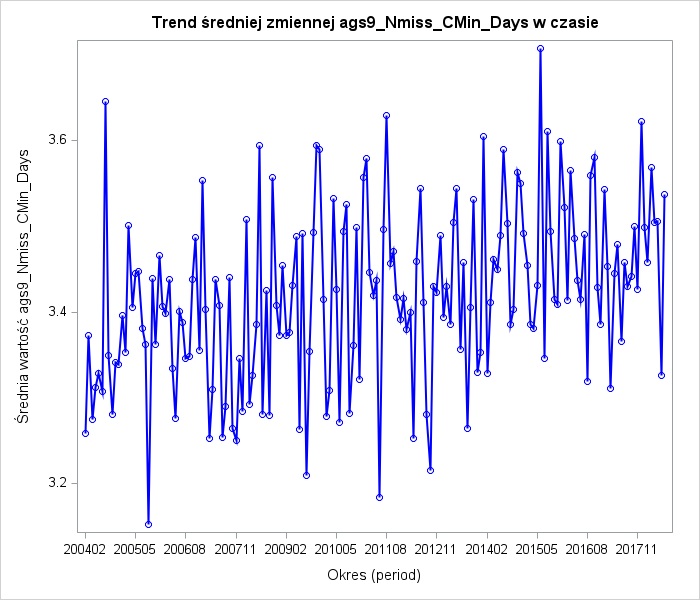 Trend średniej zmiennej ags9_Nmiss_CMin_Days w czasie
Średnia wartość ags9_Nmiss_CMin_Days
3.6
3.4
3.2
200402 200505 200608 200711 200902 201005 201108 201211 201402 201505 201608 201711
Okres (period)